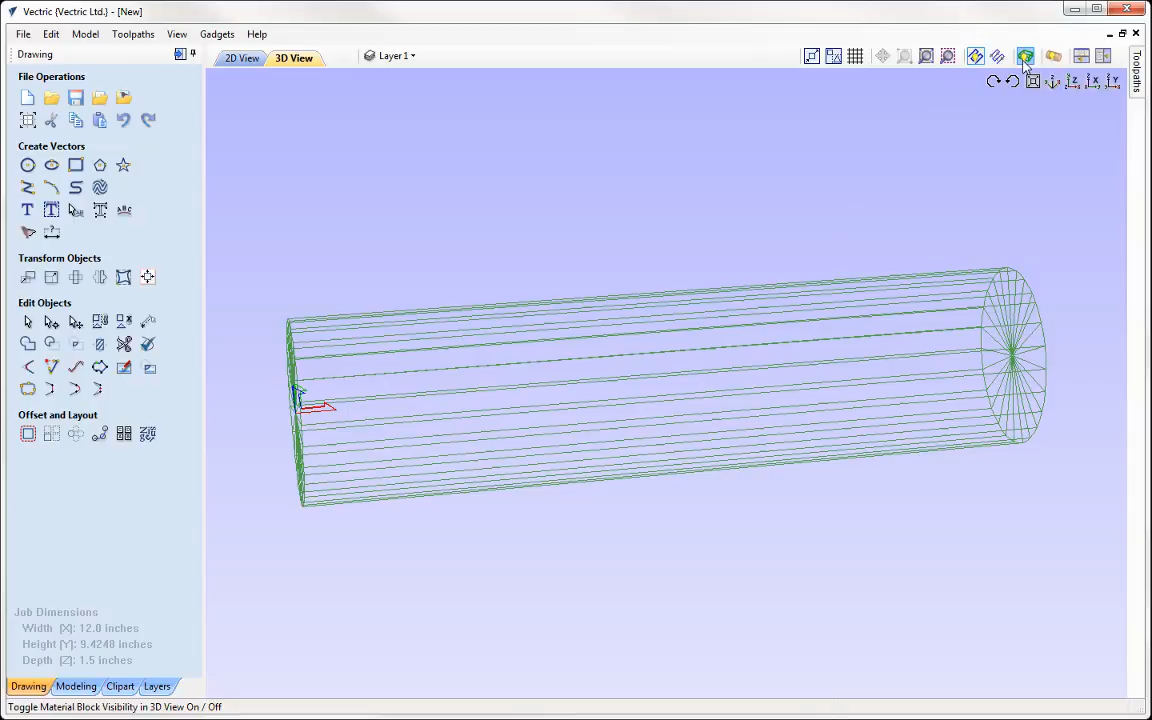 Vectric {Vectric Ltd.} - [New]
File Edit Model Toolpaths View Gadgets Help
Drawing
2D View 3D View Layer 1
Toolpaths
File Operations
Create Vectors
Transform Objects
Edit Objects
Offset and Layout
Job Dimensions
Width [X]: 12.0 inches
Height [Y]: 9.4248 inches
Depth [Z]: 1.5 inches
Drawing Modeling Clipart Layers
Toggle Material Block Visibility in 3D View On / Off